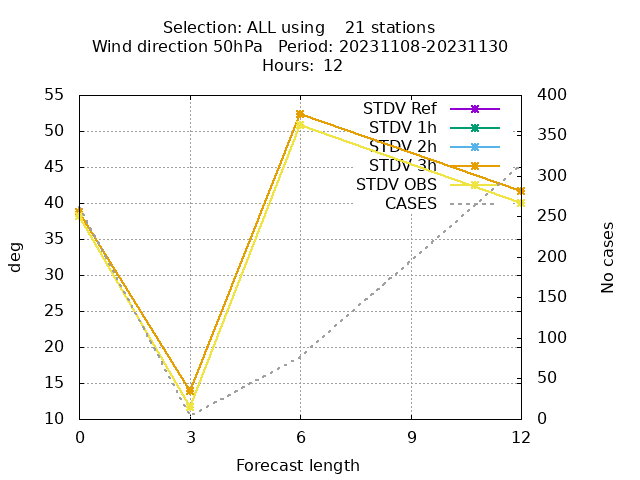 Selection: ALL using    21 stations
Wind direction 50hPa   Period: 20231108-20231130
Hours:  12
STDV Ref
STDV 1h
STDV 2h
STDV 3h
STDV OBS
CASES
55
50
45
40
35
30
25
20
15
10
400
350
300
250
200
150
100
50
0
deg
No cases
0 3 6 9 12
Forecast length